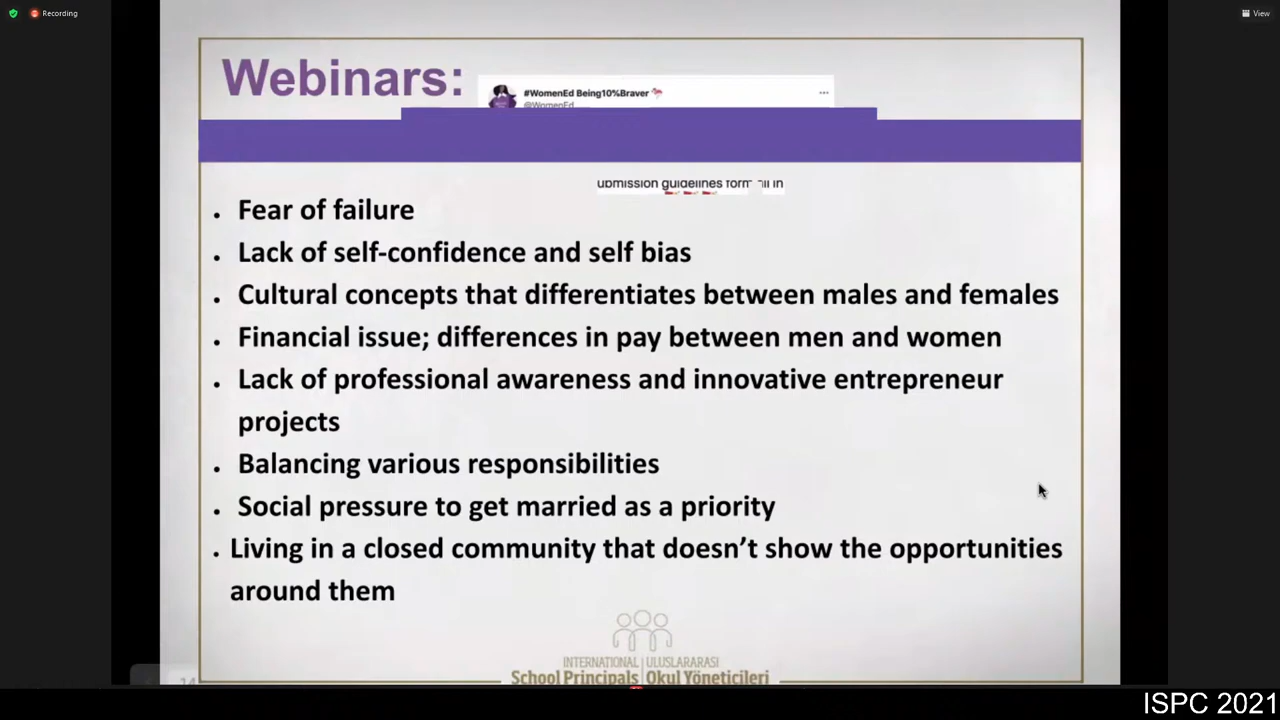 Recording
View
Webinars:
#WomenEd Being10%Braver
@WomenEd
ubmission guidelines form in
• Fear of failure
• Lack of self-confidence and self bias
• Cultural concepts that differentiates between males and females
• Financial issue; differences in pay between men and women
• Lack of professional awareness and innovative entrepreneur
projects
• Balancing various responsibilities
• Social pressure to get married as a priority
• Living in a closed community that doesn’t show the opportunities
around them
INTERNATIONAL | ULUSLARARASI
School Principals | Okul Yöneticileri
14
ISPC 2021